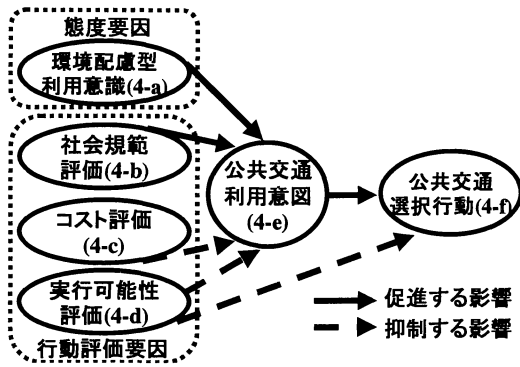 態度要因
環境配慮型
利用意識(4-a)
社会規範
評価(4-b)
コスト評価
(4-c)
実行可能性
評価(4-d)
行動評価要因
公共交通
利用意図
(4-e)
公共交通
選択行動(4-f)
促進する影響
抑制する影響